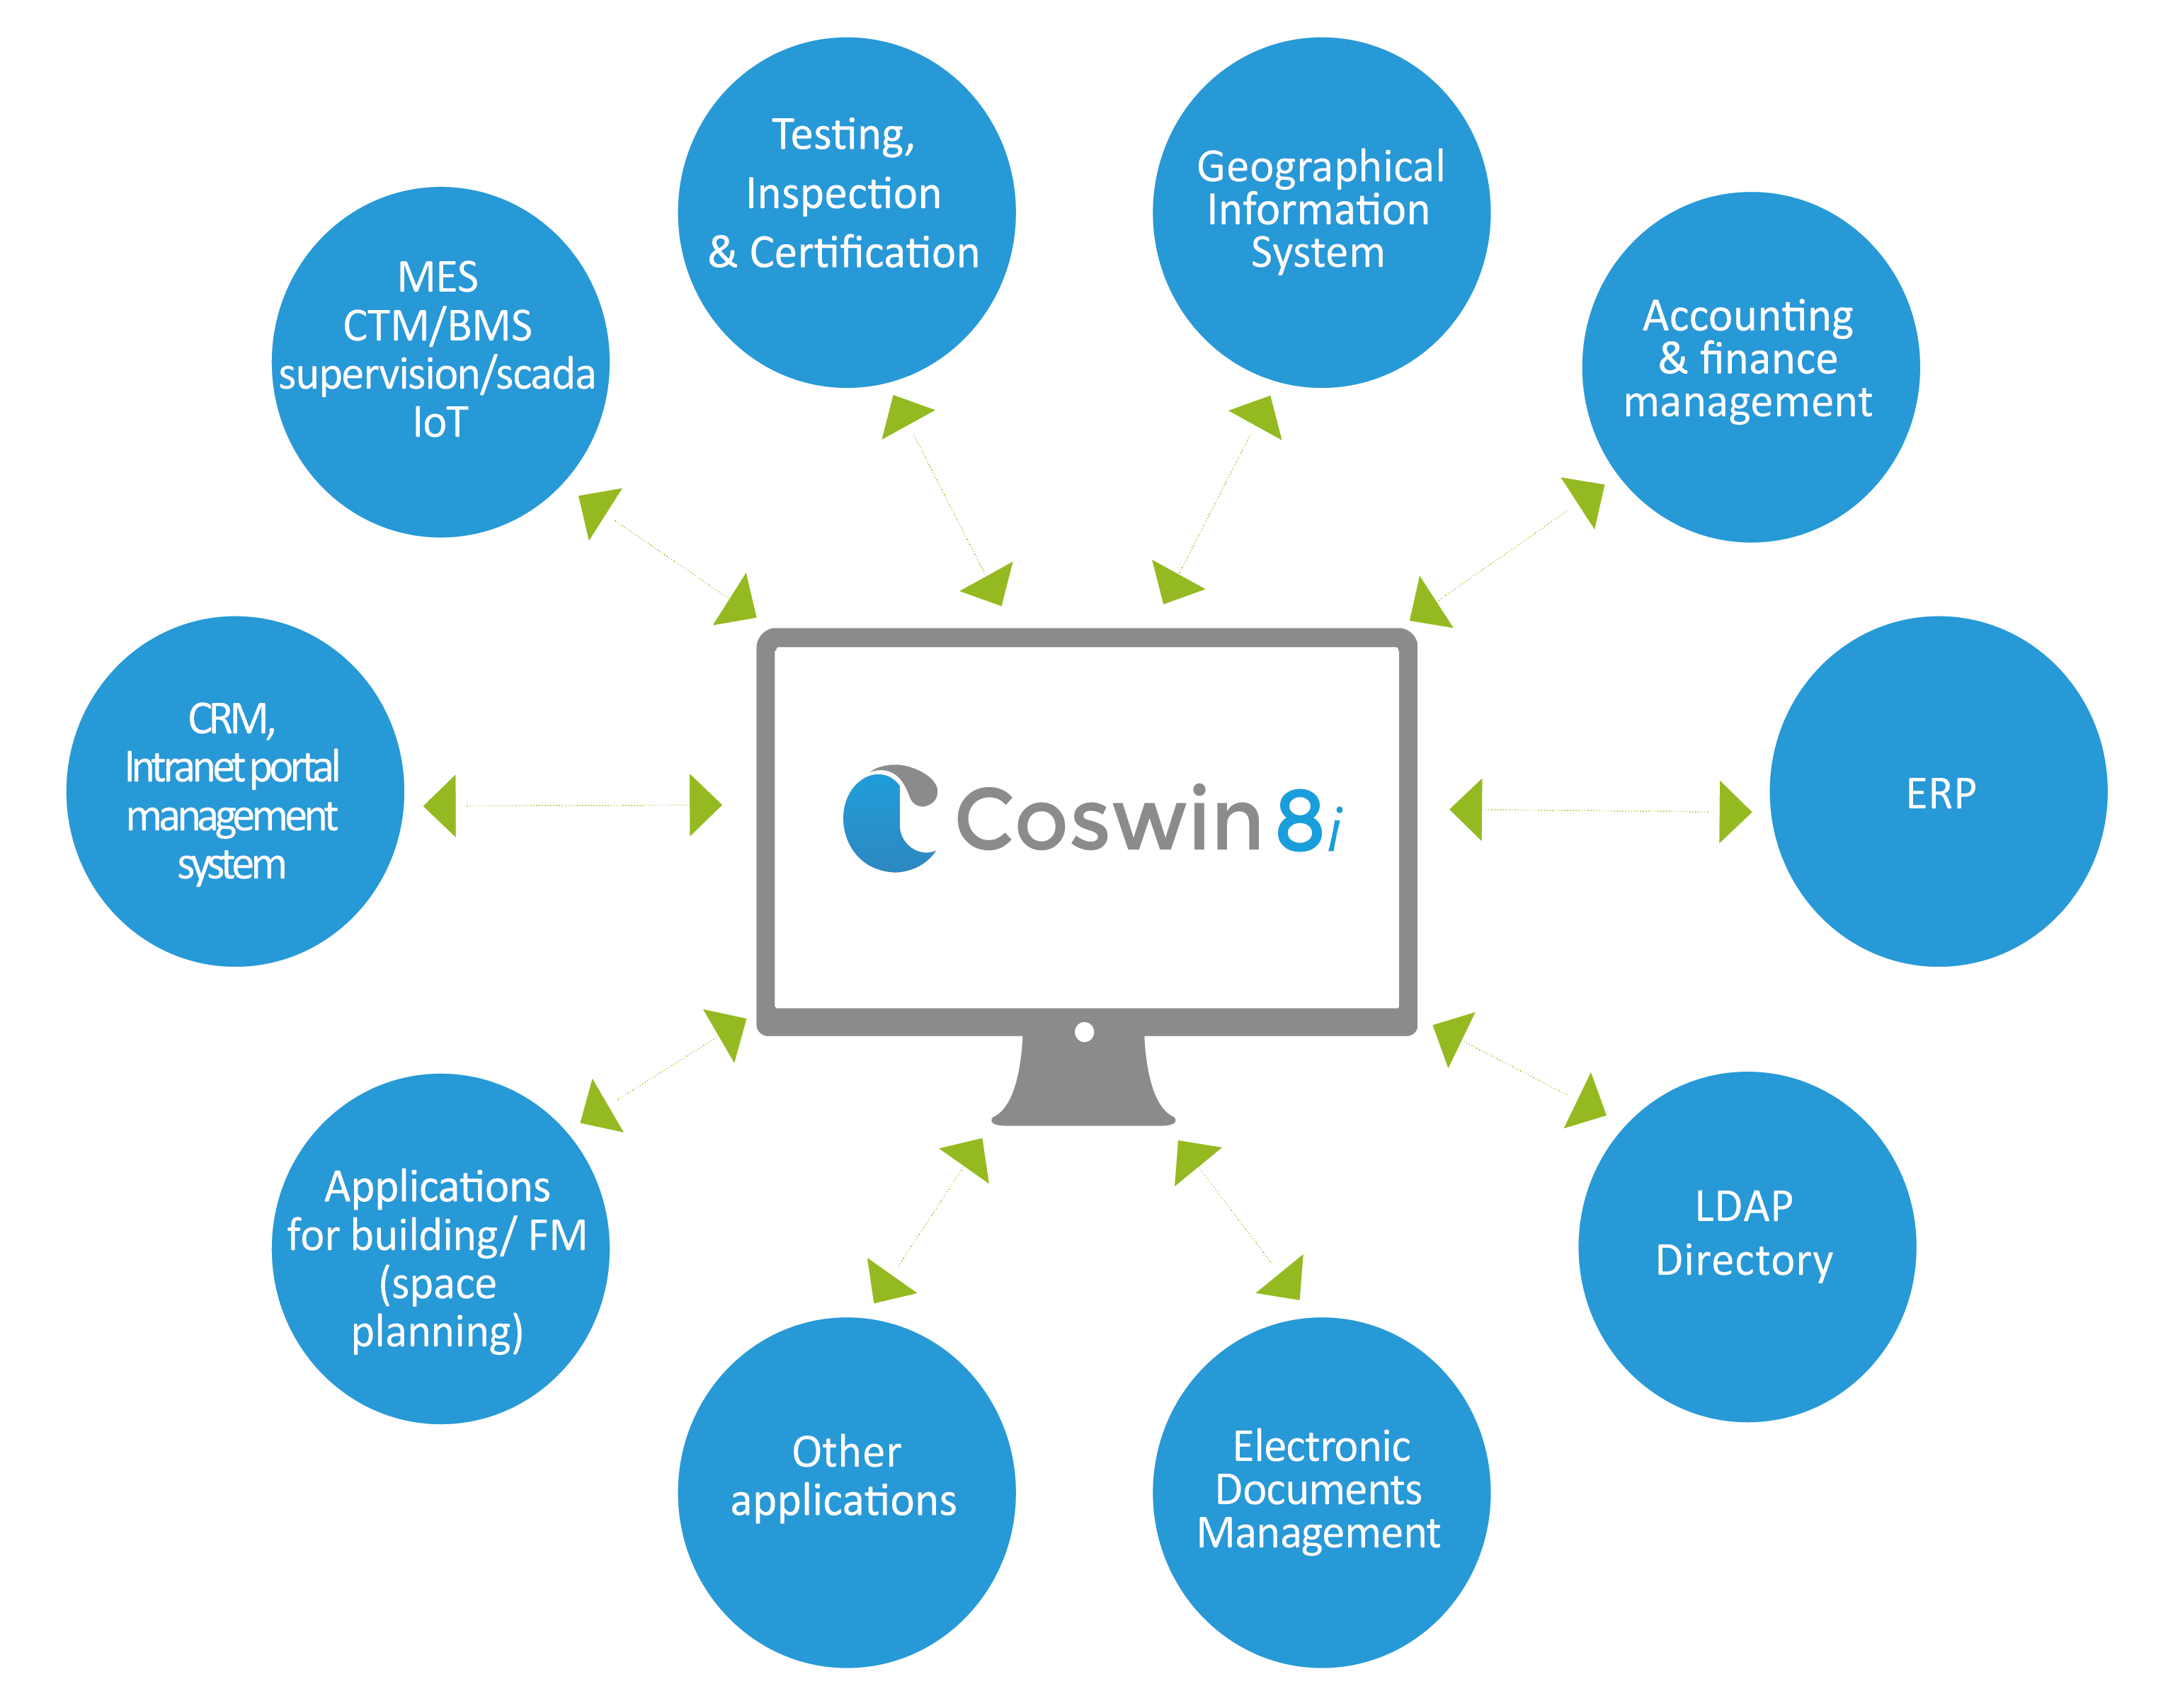 Testing,
Inspection
& Certification
Geographical
Information
System
MES
CTM/BMS
supervision/scada
IoT
Accounting
& finance
management
CRM,
Intranet portal
management
system
Coswin 8i
ERP
Applications
for building/ FM
(space
planning)
LDAP
Directory
Other
applications
Electronic
Documents
Management